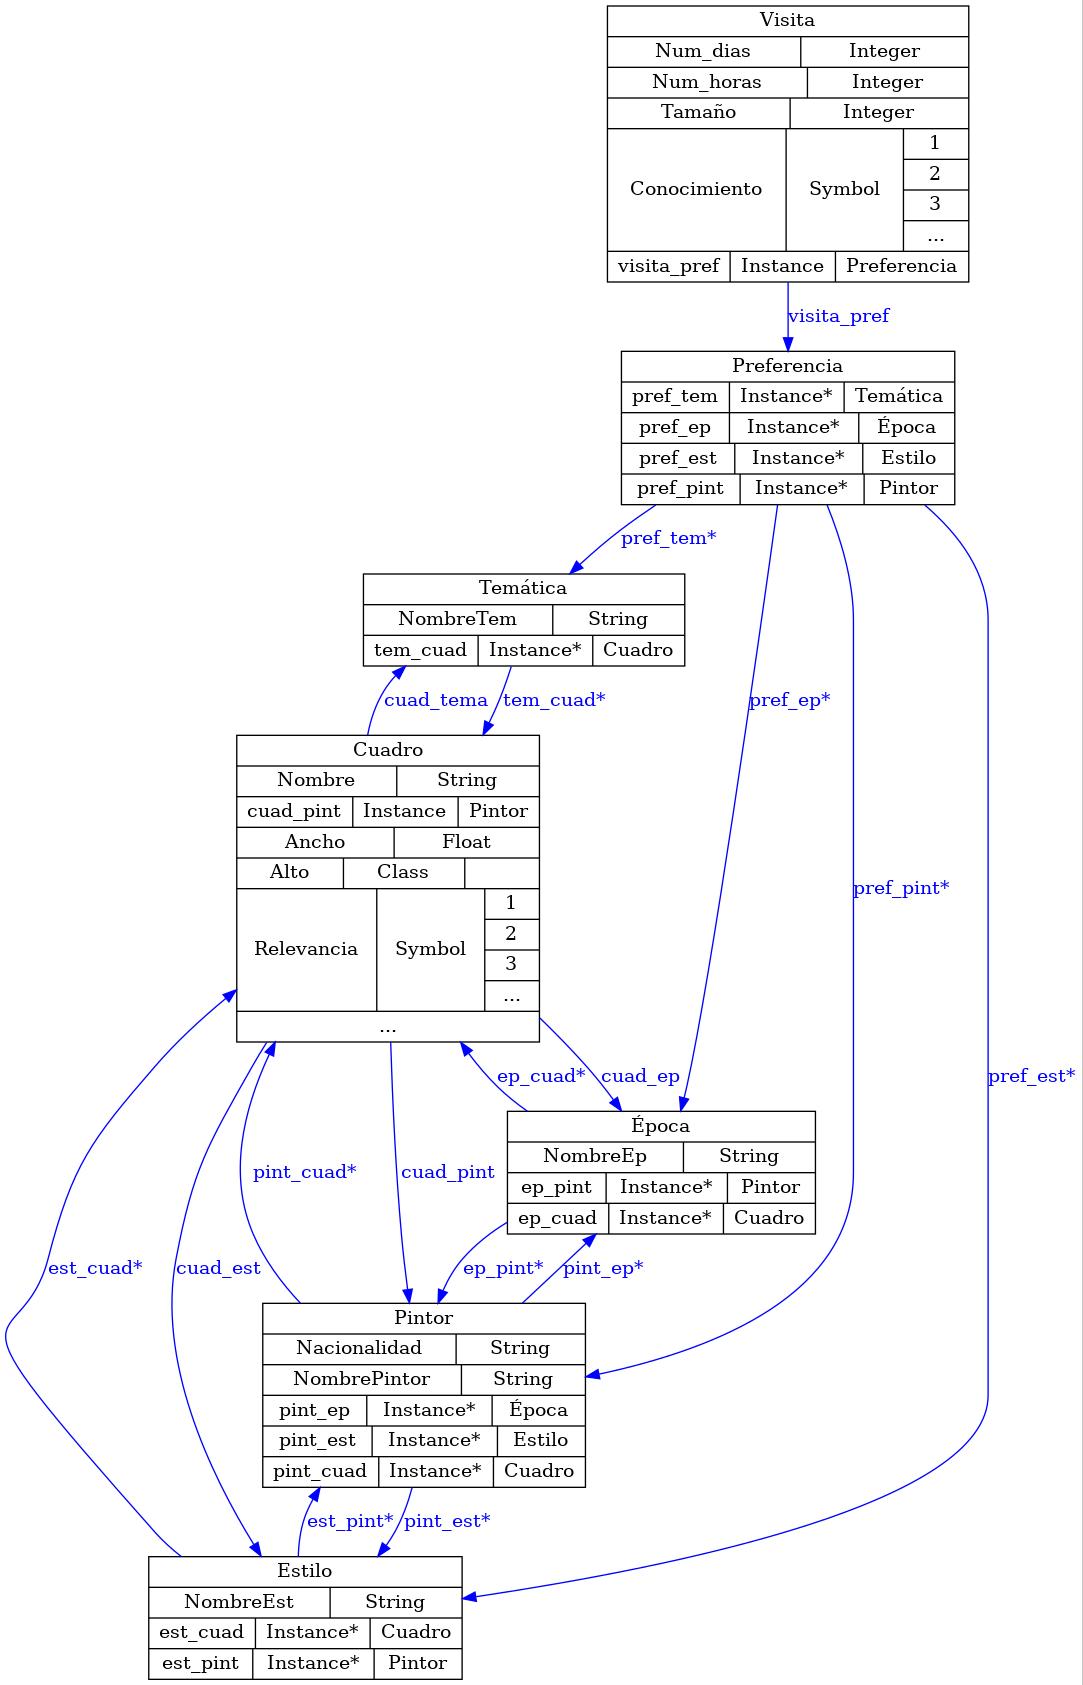 Visita
Num_dias Integer
Num_horas Integer
Tamaño Integer
Conocimiento Symbol 1
2
3
...
visita_pref Instance Preferencia
visita_pref
Preferencia
pref_tem Instance* Temática
pref_ep Instance* Época
pref_est Instance* Estilo
pref_pint Instance* Pintor
pref_tem*
Temática
NombreTem String
tem_cuad Instance* Cuadro
cuad_tema tem_cuad* pref_ep*
Cuadro
Nombre String
cuad_pint Instance Pintor
Ancho Float
Alto Class
Relevancia Symbol 1
2
3
...
...
pref_pint*
ep_cuad* cuad_ep pref_est*
Época
NombreEp String
ep_pint Instance* Pintor
ep_cuad Instance* Cuadro
pint_cuad* cuad_pint
est_cuad* cuad_est ep_pint* pint_ep*
Pintor
Nacionalidad String
NombrePintor String
pint_ep Instance* Época
pint_est Instance* Estilo
pint_cuad Instance* Cuadro
est_pint* pint_est*
Estilo
NombreEst String
est_cuad Instance* Cuadro
est_pint Instance* Pintor